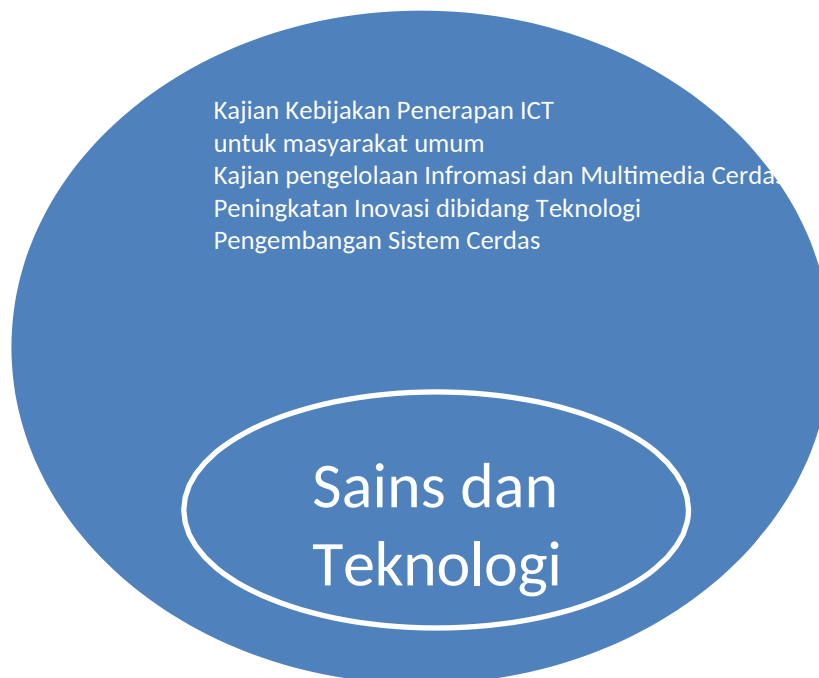 Kajian Kebijakan Penerapan ICT
untuk masyarakat umum
Kajian pengelolaan Infromasi dan Multimedia Cerdas
Peningkatan Inovasi dibidang Teknologi
Pengembangan Sistem Cerdas
Sains dan
Teknologi